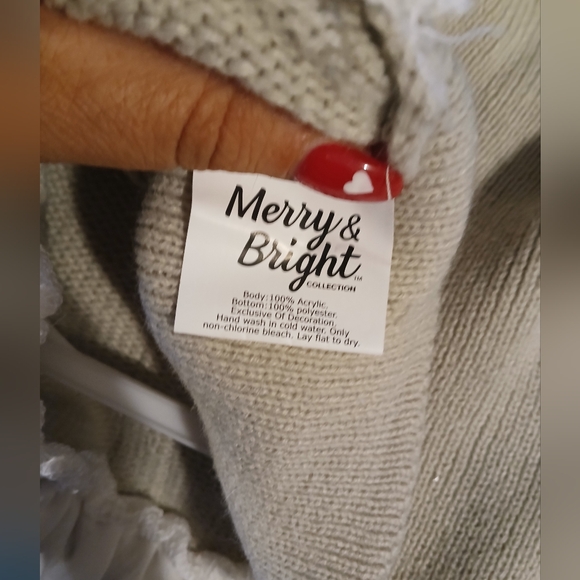 Merry &
Bright™
COLLECTION
Body:100% Acrylic.
Bottom:100% polyester.
Exclusive Of Decoration.
Hand wash in cold water. Only
non-chlorine bleach. Lay flat to dry.